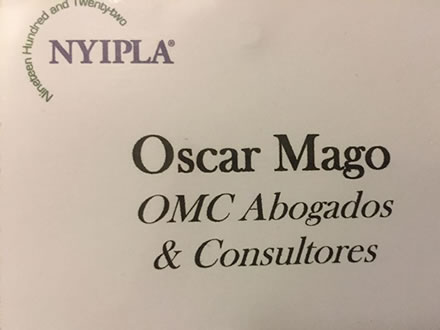 Nineteen Hundred and Twenty-two
NYIPLA®
Oscar Mago
OMC Abogados
& Consultores